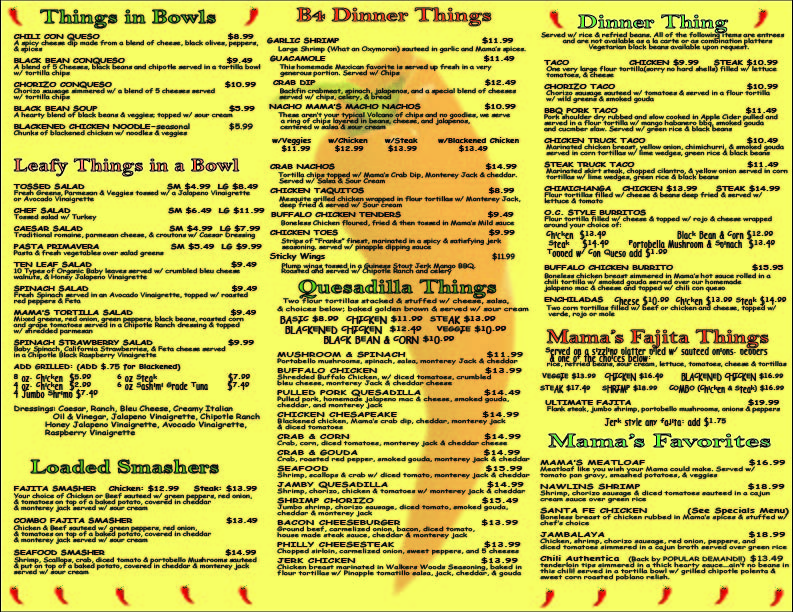 Things in Bowls
CHILI CON QUESO $8.99
A spicy cheese dip made from a blend of cheese, black olives, peppers,
& spices
BLACK BEAN CONQUESO $9.49
A blend of 5 Cheeses, black beans and chipotle served in a tortilla bowl
w/ tortilla chips
CHORIZO CONQUESO $10.99
Chorizo sausage simmered w/ a blend of 5 cheeses served
w/ tortilla chips
BLACK BEAN SOUP $5.99
A hearty blend of black beans & veggies; topped w/ sour cream
BLACKENED CHICKEN NOODLE-seasonal $5.99
Chunks of blackened chicken w/ noodles & veggies
Leafy Things in a Bowl
TOSSED SALAD SM $4.99 LG $8.49
Fresh Greens, Parmesan & Veggies tossed w/ a Jalapeno Vinaigrette
or Avocado Vinaigrette
CHEF SALAD SM $6.49 LG $11.99
Tossed salad w/ Turkey
CAESAR SALAD SM $4.99 LG $7.99
Traditional romaine, parmesan cheese, & croutons w/ Caesar Dressing
PASTA PRIMAVERA SM $5.49 LG $9.99
Pasta & fresh vegetables over salad greens
TEN LEAF SALAD $9.49
10 Types of Organic Baby leaves served w/ crumbled bleu cheese
walnuts, & Honey Jalapeno Vinaigrette
SPINACH SALAD $9.49
Fresh Spinach served in an Avocado Vinaigrette, topped w/ roasted
red peppers & Feta
MAMA'S TORTILLA SALAD $9.49
Mixed greens, red onion, green peppers, black beans, roasted corn
and grape tomatoes served in a Chipotle Ranch dressing & topped
w/ shredded parmesan
SPINACH STRAWBERRY SALAD $9.99
Baby Spinach, California Strawberries, & Feta cheese served
in a Chipotle Black Raspberry Vinaigrette
ADD GRILLED: (ADD $.75 for Blackened)
8 oz. Chicken $5.99 6 oz Steak $7.99
4 oz. Chicken $2.99 6 oz Sashimi Grade Tuna $7.49
4 Jumbo Shrimp $7.49
Dressings: Caesar, Ranch, Bleu Cheese, Creamy Italian
Oil & Vinegar, Jalapeno Vinaigrette, Chipotle Ranch
Honey Jalapeno Vinaigrette, Avocado Vinaigrette,
Raspberry Vinaigrette
Loaded Smashers
FAJITA SMASHER Chicken: $12.99 Steak: $13.99
Your choice of Chicken or Beef sauteed w/ green peppers, red onion,
& tomatoes on top of a baked potato, covered in cheddar
& monterey jack served w/ sour cream
COMBO FAJITA SMASHER $13.49
Chicken & Beef sauteed w/ green peppers, red onion,
& tomatoes on top of a baked potato, covered in cheddar
& monterey jack served w/ sour cream
SEAFOOD SMASHER $14.99
Shrimp, Scallops, crab, diced tomato & portobello Mushrooms sauteed
& put on top of a baked potato, covered in cheddar & monterey jack
served w/ sour cream
B4 Dinner Things
GARLIC SHRIMP $11.99
Large Shrimp (What an Oxymoron) sauteed in garlic and Mama's spices.
GUACAMOLE $11.49
This homemade Mexican favorite is served up fresh in a very
generous portion. Served w/ Chips
CRAB DIP $12.49
Backfin crabmeat, spinach, jalapenos, and a special blend of cheeses
served w/ chips, celery, & bread
NACHO MAMA'S MACHO NACHOS $10.99
These aren't your typical Volcano of chips and no goodies, we serve
a ring of chips layered in beans, cheese, and jalapenos,
centered w/ salsa & sour cream
w/Veggies w/Chicken w/Steak w/Blackened Chicken
$11.99 $12.99 $13.99 $13.49
CRAB NACHOS $14.99
Tortilla chips topped w/ Mama's Crab Dip, Monterey Jack & cheddar.
Served w/ Salsa & Sour Cream
CHICKEN TAQUITOS $8.99
Mesquite grilled chicken wrapped in flour tortillas w/ Monterey Jack,
deep fried & served w/ Sour cream
BUFFALO CHICKEN TENDERS $9.49
Boneless Chicken floured, fried & then tossed in Mama's Mild sauce
CHICKEN TOES $9.99
Strips of "Franks" finest, marinated in a spicy & satisfying jerk
seasoning. served w/ pinapple dipping sauce
Sticky Wings $11.99
Plump wings tossed in a Guiness Stout Jerk Mango BBQ.
Roasted and served w/ Chipotle Ranch and celery
Quesadilla Things
Two flour tortillas stacked & stuffed w/ cheese, salsa,
& choices below; baked golden brown & served w/ sour cream
BASIC $8.99 CHICKEN $11.99 STEAK $13.99
BLACKENED CHICKEN $12.49 VEGGIE $10.99
BLACK BEAN & CORN $10.99
MUSHROOM & SPINACH $11.99
Portobello mushrooms, spinach, salsa, monterey Jack & cheddar
BUFFALO CHICKEN $13.99
Shredded Buffalo Chicken, w/ diced tomatoes, crumbled
bleu cheese, monterey Jack & cheddar cheese
PULLED PORK QUESADILLA $14.49
Pulled pork, homemade jalapeno mac & cheese, smoked gouda,
cheddar, and monterey jack
CHICKEN CHESAPEAKE $14.99
Blackened chicken, Mama's crab dip, cheddar, monterey jack
& diced tomatoes
CRAB & CORN $14.99
Crab, corn, diced tomatoes, monterey jack & cheddar cheese
CRAB & GOUDA $14.99
Crab, roasted red pepper, smoked gouda, monterey jack & cheddar
SEAFOOD $15.99
Shrimp, scallops & crab w/ diced tomato, monterey jack & cheddar
JAMBY QUESADILLA $14.99
Shrimp, chorizo, chicken & tomatoes w/ monterey jack & cheddar
SHRIMP CHORIZO $15.49
Jumbo shrimp, chorizo sausage, diced tomato, smoked gouda,
cheddar & monterey jack
BACON CHEESEBURGER $13.99
Ground beef, carmelized onion, bacon, diced tomato,
house made steak sauce, cheddar & monterey jack
PHILLY CHEESESTEAK $13.99
Chopped sirloin, carmelized onion, sweet peppers, and 5 cheeses
JERK CHICKEN $13.99
Chicken breast marinated in Walkers Woods Seasoning, baked in
flour tortillas w/ Pinapple tomatillo salsa, jack, cheddar, & gouda
Dinner Thing
Served w/ rice & refried beans. All of the following items are entrees
and are not available as a la carte or as combination platters
Vegetarian black beans available upon request.
TACO CHICKEN $9.99 STEAK $10.99
One very large flour tortilla(sorry no hard shells) filled w/ lettuce
tomatoes, & cheese
CHORIZO TACO $10.99
Chorizo sausage sauteed w/ tomatoes & served in a flour tortilla
w/ wild greens & smoked gouda
BBQ PORK TACO $11.49
Pork shoulder dry rubbed and slow cooked in Apple Cider pulled and
served in a flour tortilla w/ mango habanero bbq, smoked gouda
and cucumber slaw. Served w/ green rice & black beans
CHICKEN TRUCK TACO $10.49
Marinated chicken breast, yellow onion, chimichurri, & smoked gouda
served in corn tortillas w/ lime wedges, green rice & black beans
STEAK TRUCK TACO $11.49
Marinated skirt steak, chopped cilantro, & yellow onion served in corn
tortillas w/ lime wedges, green rice & black beans
CHIMICHANGA CHICKEN $13.99 STEAK $14.99
Flour tortillas filled w/ cheese & beans deep fried & served w/
lettuce & tomato
O.C. STYLE BURRITOS
Flour tortilla filled w/ cheese & topped w/ rojo & cheese wrapped
around your choice of:
Chicken $13.49 Black Bean & Corn $12.99
Steak $14.49 Portobella Mushroom & Spinach $13.49
Topped w/ Con Queso add $1.99
BUFFALO CHICKEN BURRITO $15.95
Boneless chicken breast simmered in Mama's hot sauce rolled in a
chili tortilla w/ smoked gouda served over our homemade
jalapeno mac & cheese and topped w/ chili con queso
ENCHILADAS Cheese $10.99 Chicken $13.99 Steak $14.99
Two corn tortillas filled w/ beef or chicken and cheese, topped w/
verde, rojo or mole
Mama's Fajita Things
Served on a sizzling platter piled w/ sauteed onions- peppers
& one of the choices below:
rice, refried beans, sour cream, lettuce, tomatoes, cheese & tortillas
VEGGIE $13.99 CHICKEN $16.49 BLACKENED CHICKEN $16.99
STEAK $17.49 SHRIMP $18.99 COMBO (Chicken & Steak) $16.99
ULTIMATE FAJITA $19.99
Flank steak, jumbo shrimp, portobello mushrooms, onions & peppers
Jerk style any fajita: add $1.75
Mama's Favorites
MAMA'S MEATLOAF $16.99
Meatloaf like you wish your Mama could make. Served w/
chorizo pan gravy, smashed potatoes, & veggies
NAWLINS SHRIMP $18.99
Shrimp, chorizo sausage & diced tomatoes sauteed in a cajun
cream sauce over green rice
SANTA FE CHICKEN (See Specials Menu)
Boneless breast of chicken rubbed in Mama's spices & stuffed w/
chef's choice
JAMBALAYA $18.99
Chicken, shrimp, chorizo sausage, red onion, peppers, and
diced tomatoes simmered in a cajun broth served over green rice
Chili Authentica (Back by POPULAR DEMAND!) $13.49
tenderloin tips simmered in a thick hearty sauce...ain't no beans in
this chili! served in a tortilla bowl w/ grilled chipotle polenta &
sweet corn roasted poblano relish.